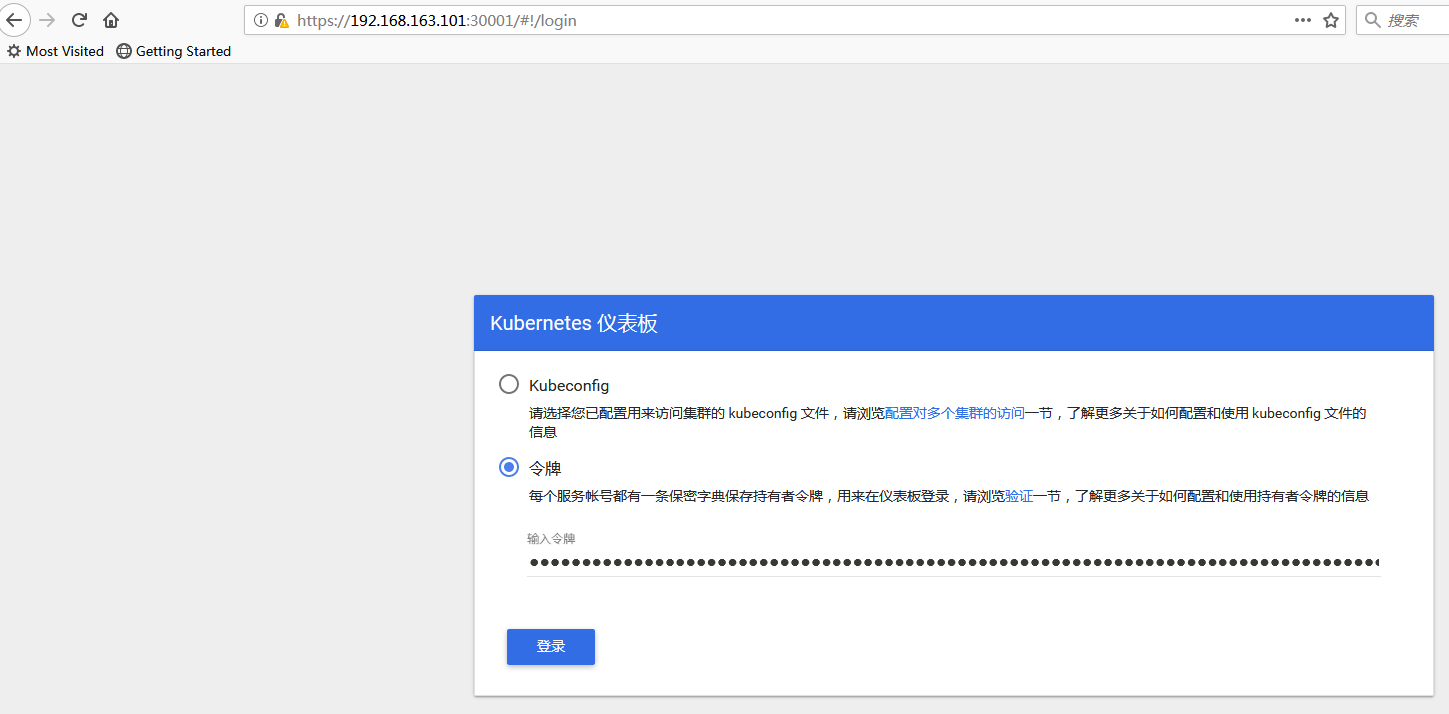 https://192.168.163.101:30001/#!/login
搜索
Most Visited Getting Started
Kubernetes 仪表板
Kubeconfig
请选择您已配置用来访问集群的 kubeconfig 文件，请浏览配置对多个集群的访问一节，了解更多关于如何配置和使用 kubeconfig 文件的
信息
令牌
每个服务帐号都有一条保密字典保存持有者令牌，用来在仪表板登录，请浏览验证一节，了解更多关于如何配置和使用持有者令牌的信息
输入令牌
登录